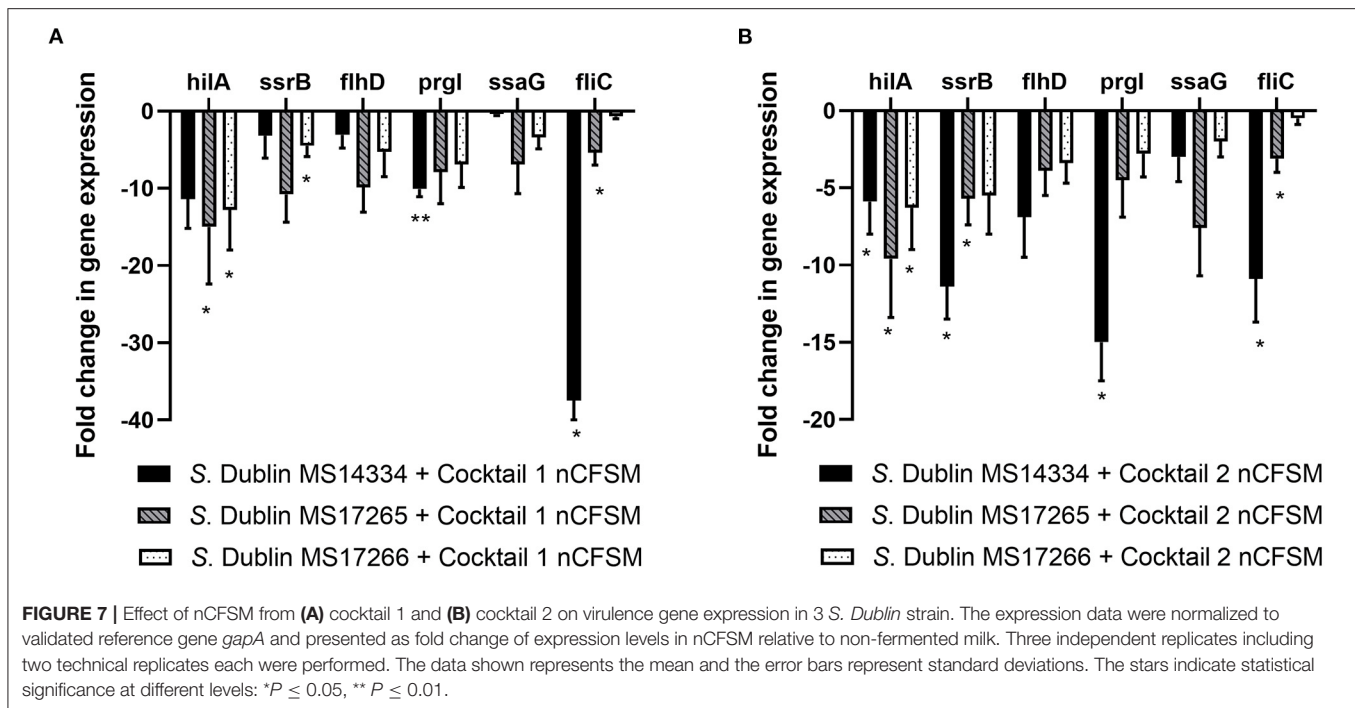 A
B
hilA ssrB flhD prgI ssaG fliC
hilA ssrB flhD prgI ssaG fliC
Fold change in gene expression
0
-10
-20
-30
-40
* * * ** * *
Fold change in gene expression
0
-5
-10
-15
-20
* * * * * * * *
S. Dublin MS14334 + Cocktail 1 nCFSM
S. Dublin MS17265 + Cocktail 1 nCFSM
S. Dublin MS17266 + Cocktail 1 nCFSM
S. Dublin MS14334 + Cocktail 2 nCFSM
S. Dublin MS17265 + Cocktail 2 nCFSM
S. Dublin MS17266 + Cocktail 2 nCFSM
FIGURE 7 | Effect of nCFSM from (A) cocktail 1 and (B) cocktail 2 on virulence gene expression in 3 S. Dublin strain. The expression data were normalized to
validated reference gene gapA and presented as fold change of expression levels in nCFSM relative to non-fermented milk. Three independent replicates including
two technical replicates each were performed. The data shown represents the mean and the error bars represent standard deviations. The stars indicate statistical
significance at different levels: *P ≤ 0.05, ** P ≤ 0.01.